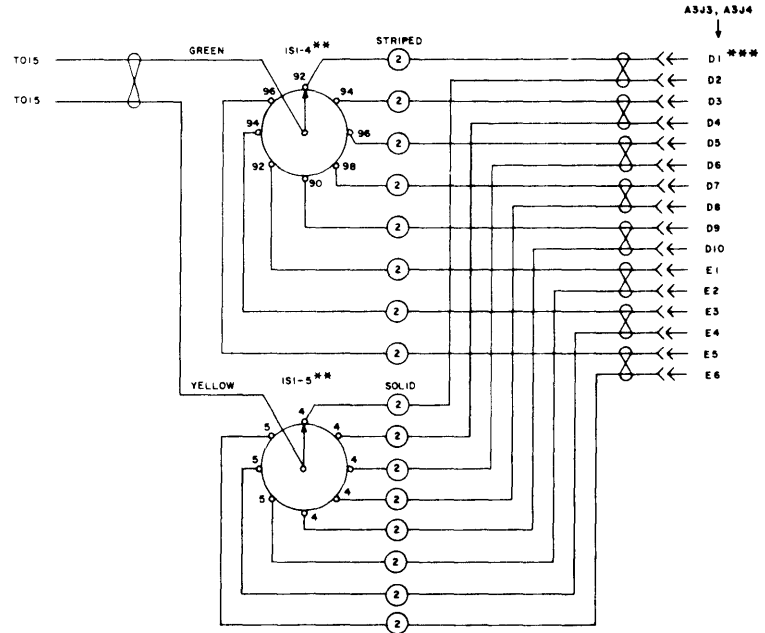 A3J3, A3J4
STRIPED
GREEN
1S1-4 **
TO15
2
D1 ***
92
D2
96
94
2
D3
TO15
D4
94
96
2
D5
D6
92
98
2
D7
90
D8
2
D9
D10
2
E1
E2
2
E3
E4
2
E5
YELLOW
1S1-5 **
SOLID
E6
4
2
5
4
2
5
4
2
5
4
2
4
2
2
2
2